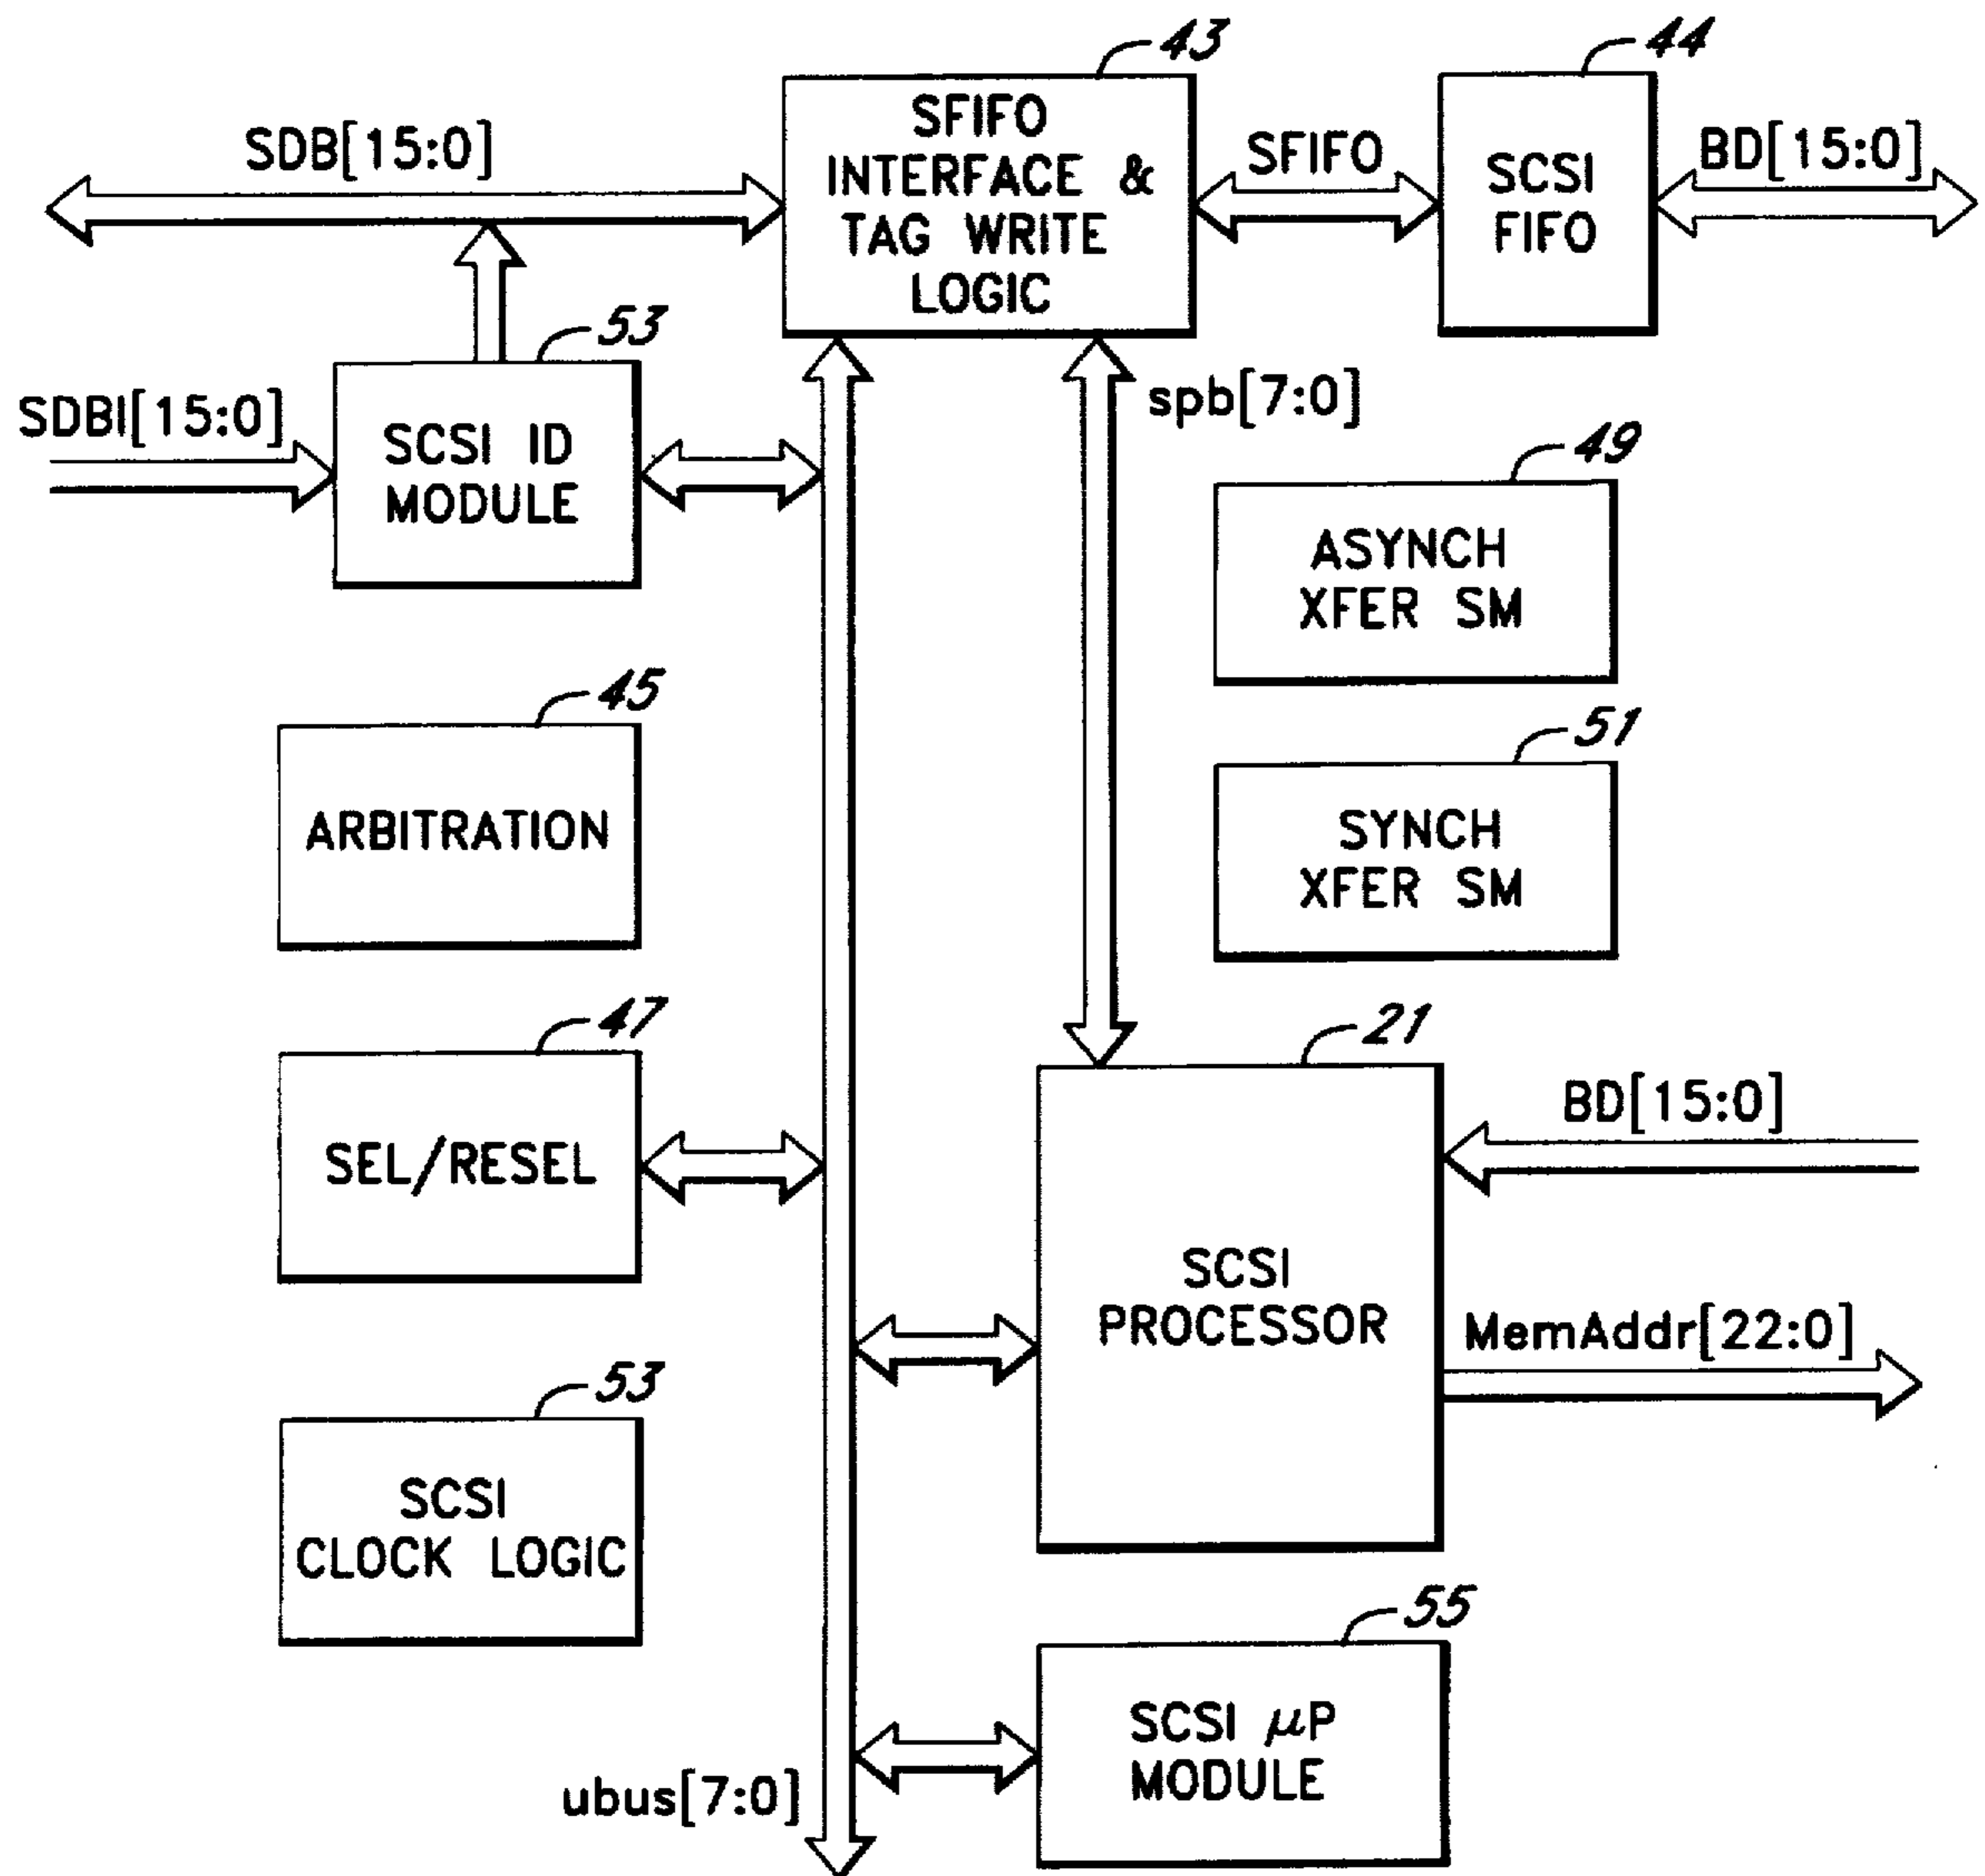 43
44
SDB[15:0]
SFIFO
INTERFACE &
TAG WRITE
LOGIC
SFIFO
SCSI
FIFO
BD[15:0]
53
SDBI[15:0]
SCSI ID
MODULE
spb[7:0]
49
ASYNCH
XFER SM
45
ARBITRATION
51
SYNCH
XFER SM
47
SEL/RESEL
21
SCSI
PROCESSOR
BD[15:0]
MemAddr[22:0]
53
SCSI
CLOCK LOGIC
55
SCSI μP
MODULE
ubus[7:0]